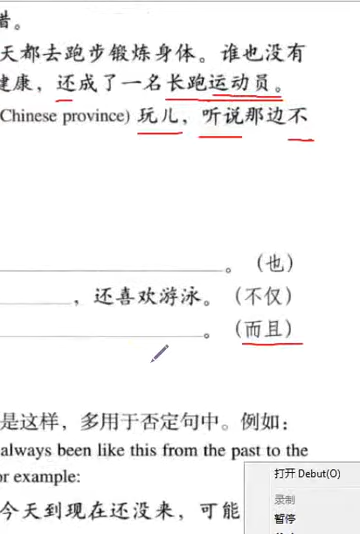 错。
天都去跑步锻炼身体。谁也没有
健康，还成了一名长跑运动员。
Chinese province) 玩儿，听说那边不
。（也）
，还喜欢游泳。（不仅）
。（而且）
是这样，多用于否定句中。例如：
always been like this from the past to the
or example:
打开 Debut(O)
今天到现在还没来，可能
录制
暂停